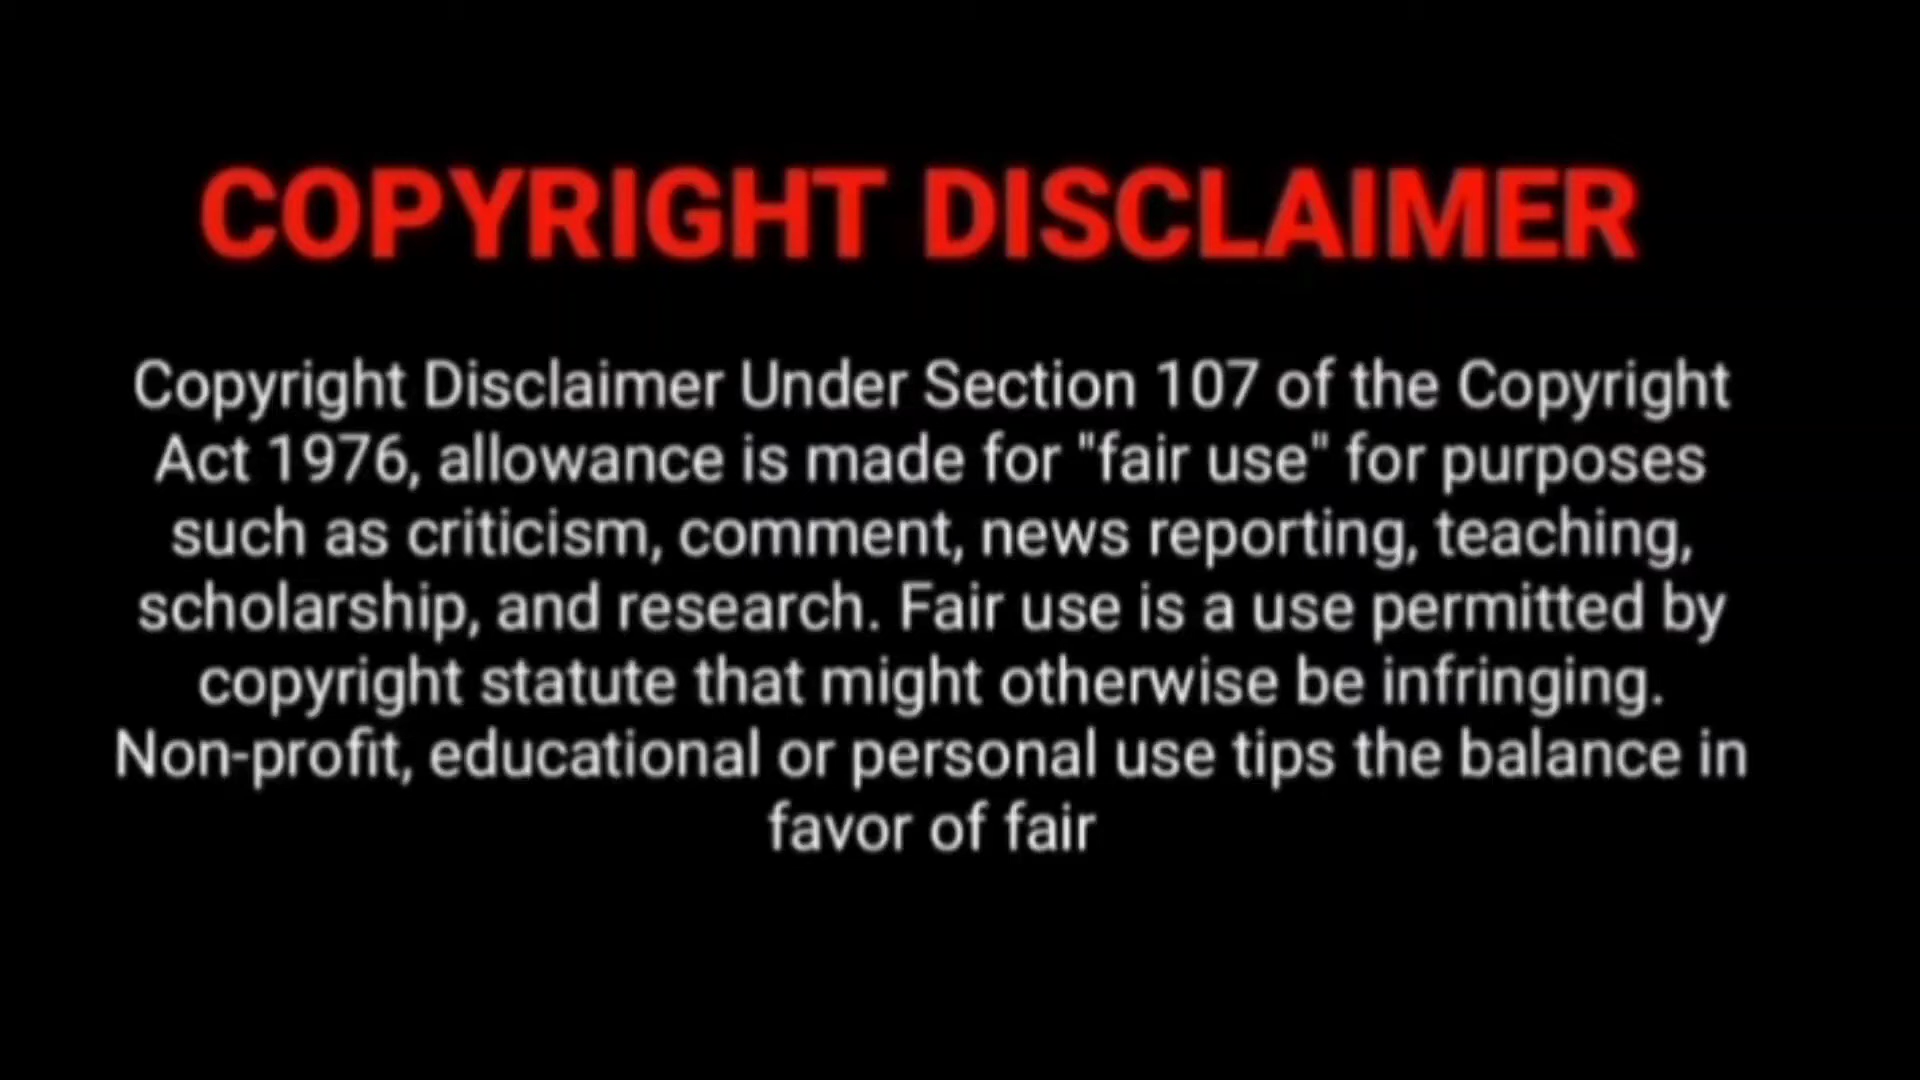 COPYRIGHT DISCLAIMER
Copyright Disclaimer Under Section 107 of the Copyright
Act 1976, allowance is made for "fair use" for purposes
such as criticism, comment, news reporting, teaching,
scholarship, and research. Fair use is a use permitted by
copyright statute that might otherwise be infringing.
Non-profit, educational or personal use tips the balance in
favor of fair